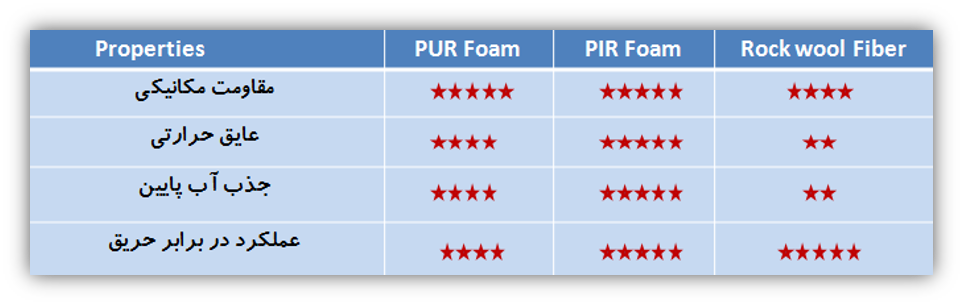 Properties PUR Foam PIR Foam Rock wool Fiber
مقاومت مکانیکی ★★★★★ ★★★★★ ★★★★
عایق حرارتی ★★★★ ★★★★★ ★★
جذب آب پایین ★★★★ ★★★★★ ★★
عملکرد در برابر حریق ★★★★ ★★★★★ ★★★★★